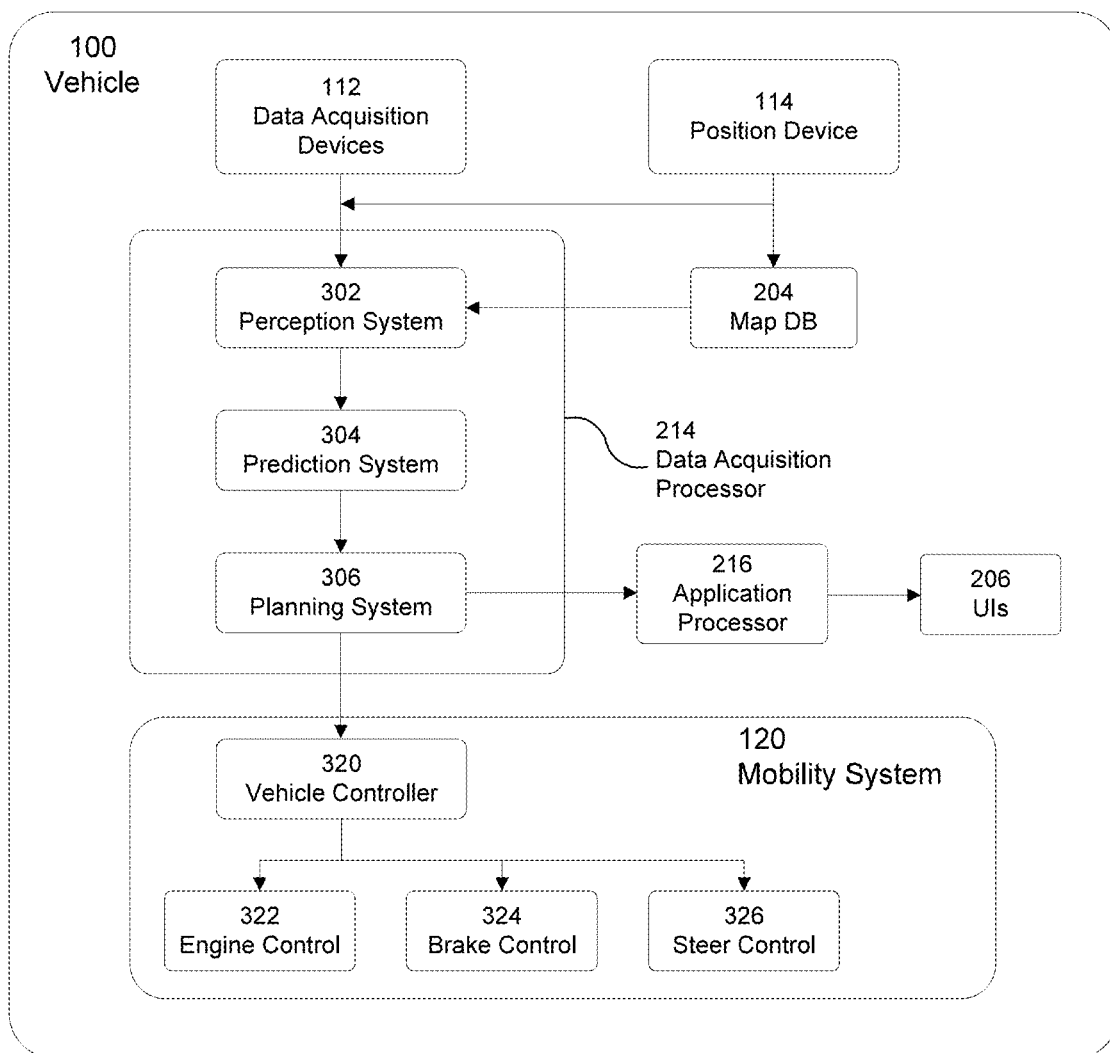 100
Vehicle
112
Data Acquisition
Devices
114
Position Device
302
Perception System
204
Map DB
304
Prediction System
214
Data Acquisition
Processor
306
Planning System
216
Application
Processor
206
UIs
120
Mobility System
320
Vehicle Controller
322
Engine Control
324
Brake Control
326
Steer Control